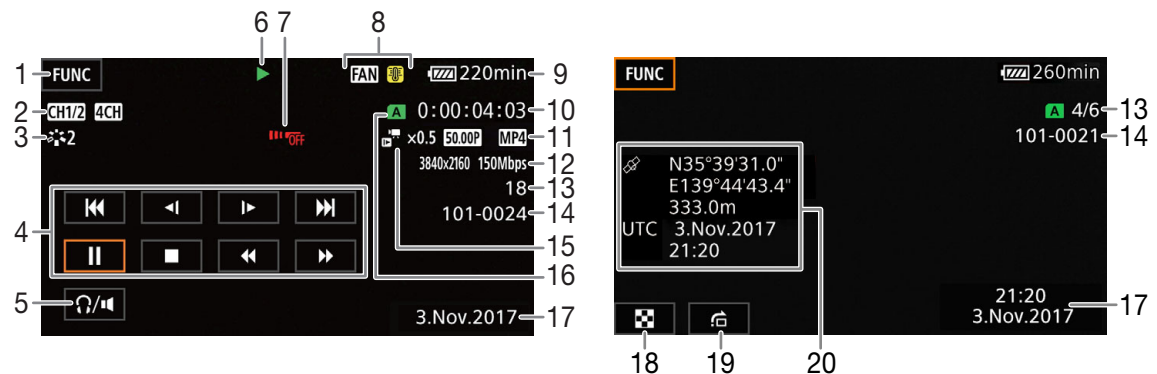 6 7 8
1 FUNC FAN 220min 9
2 CH1/2 4CH A 0:00:04:03 10
3 2 OFF ×0.5 50.00P MP4 11
3840x2160 150Mbps 12
18 13
101-0024 14
4
15
16
5
3.Nov.2017 17
FUNC 260min
A 4/6 13
101-0021 14
N35°39'31.0"
E139°44'43.4"
333.0m
UTC 3.Nov.2017
21:20
21:20
3.Nov.2017 17
18 19 20